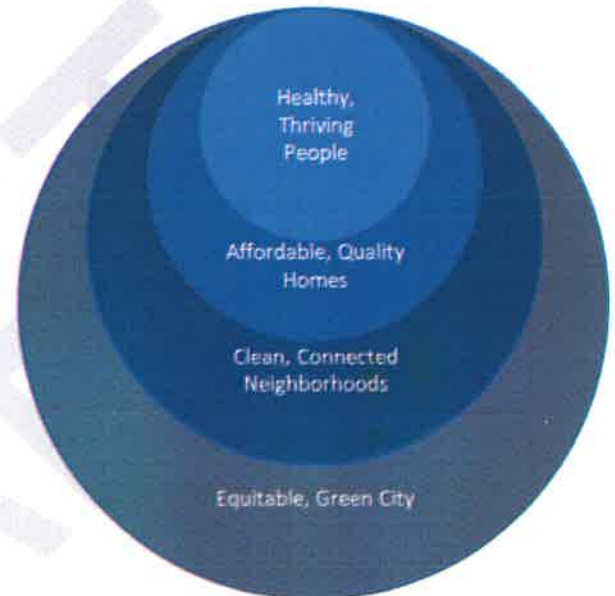 Healthy,
Thriving
People
Affordable, Quality
Homes
Clean, Connected
Neighborhoods
Equitable, Green City